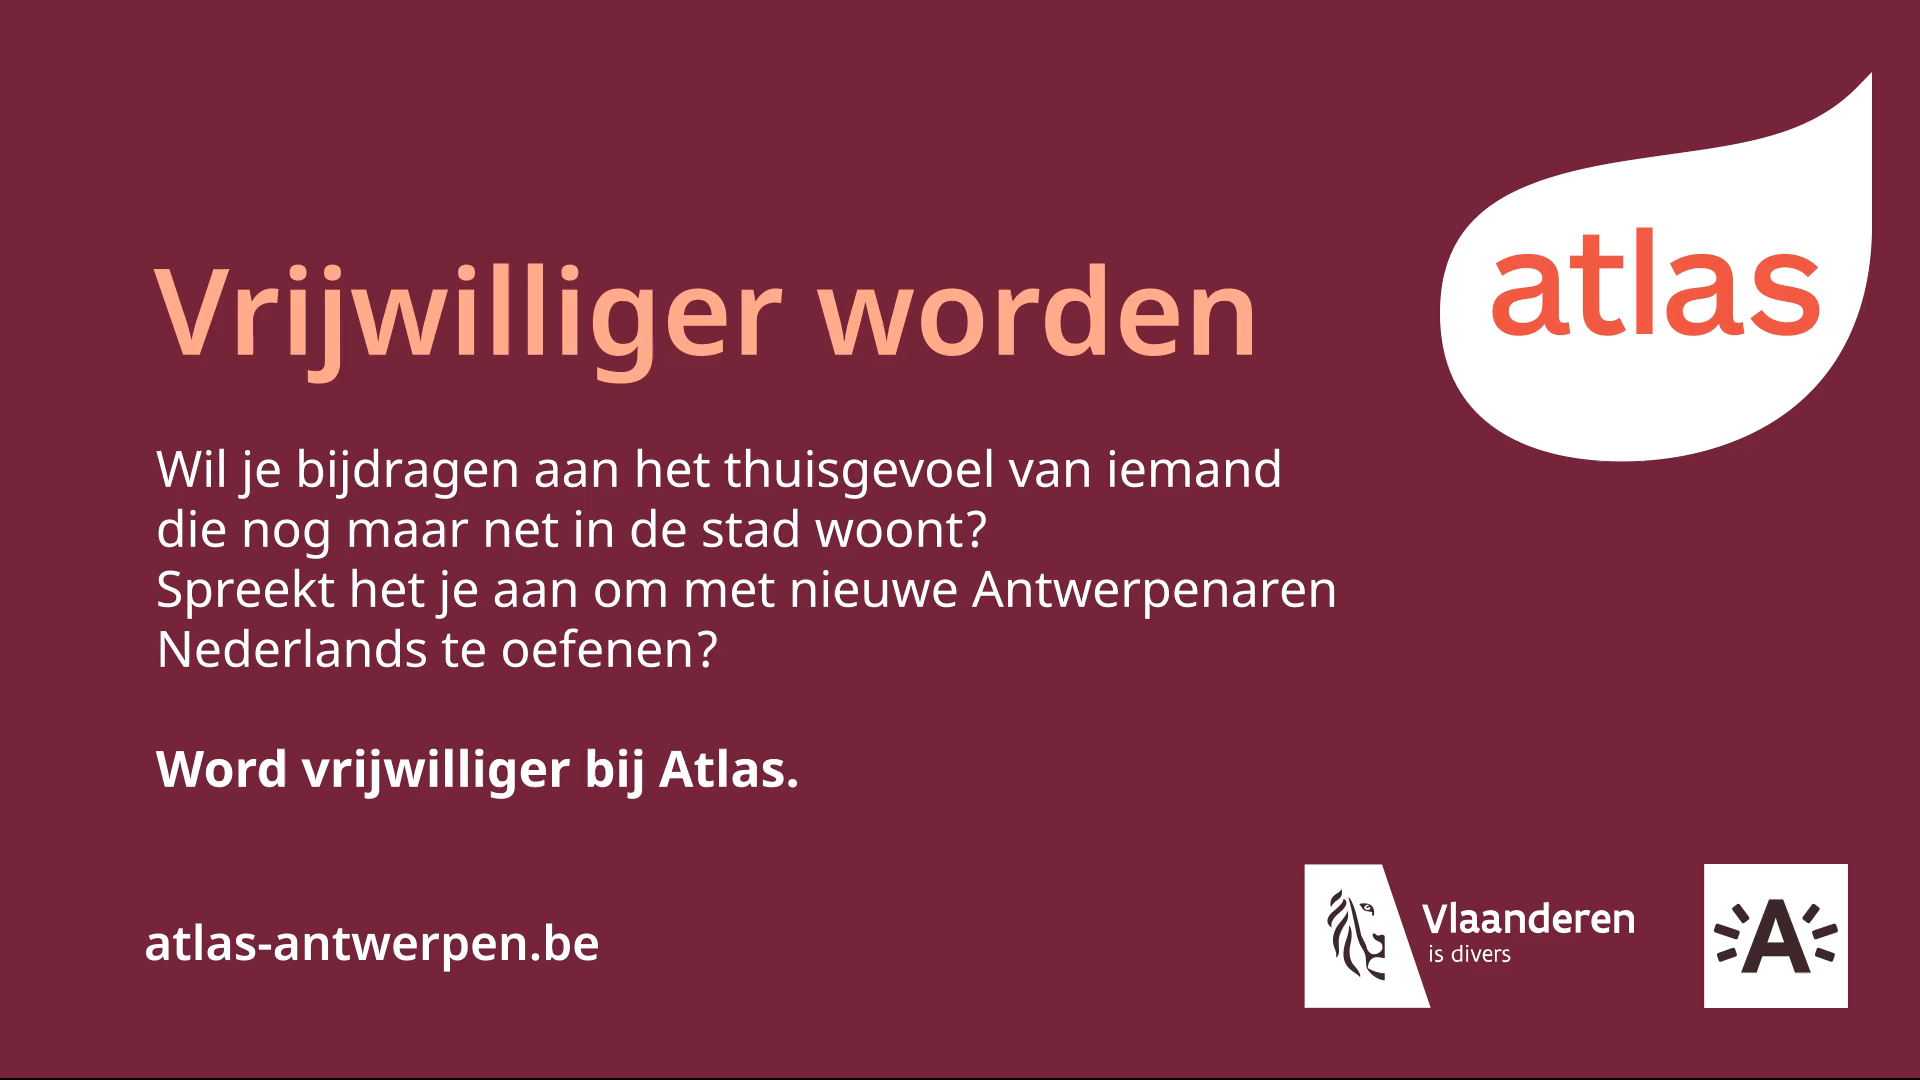 atlas
Vrijwilliger worden
Wil je bijdragen aan het thuisgevoel van iemand
die nog maar net in de stad woont?
Spreekt het je aan om met nieuwe Antwerpenaren
Nederlands te oefenen?
Word vrijwilliger bij Atlas.
atlas-antwerpen.be
Vlaanderen
is divers
A